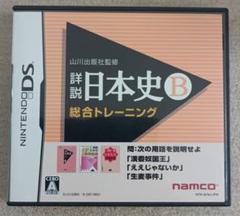 NINTENDO DS
山川出版社監修
詳説
日本史B
総合トレーニング
問:次の用語を説明せよ
「漢委奴国王」
「ええじゃないか」
「生麦事件」
CERO
A
namco